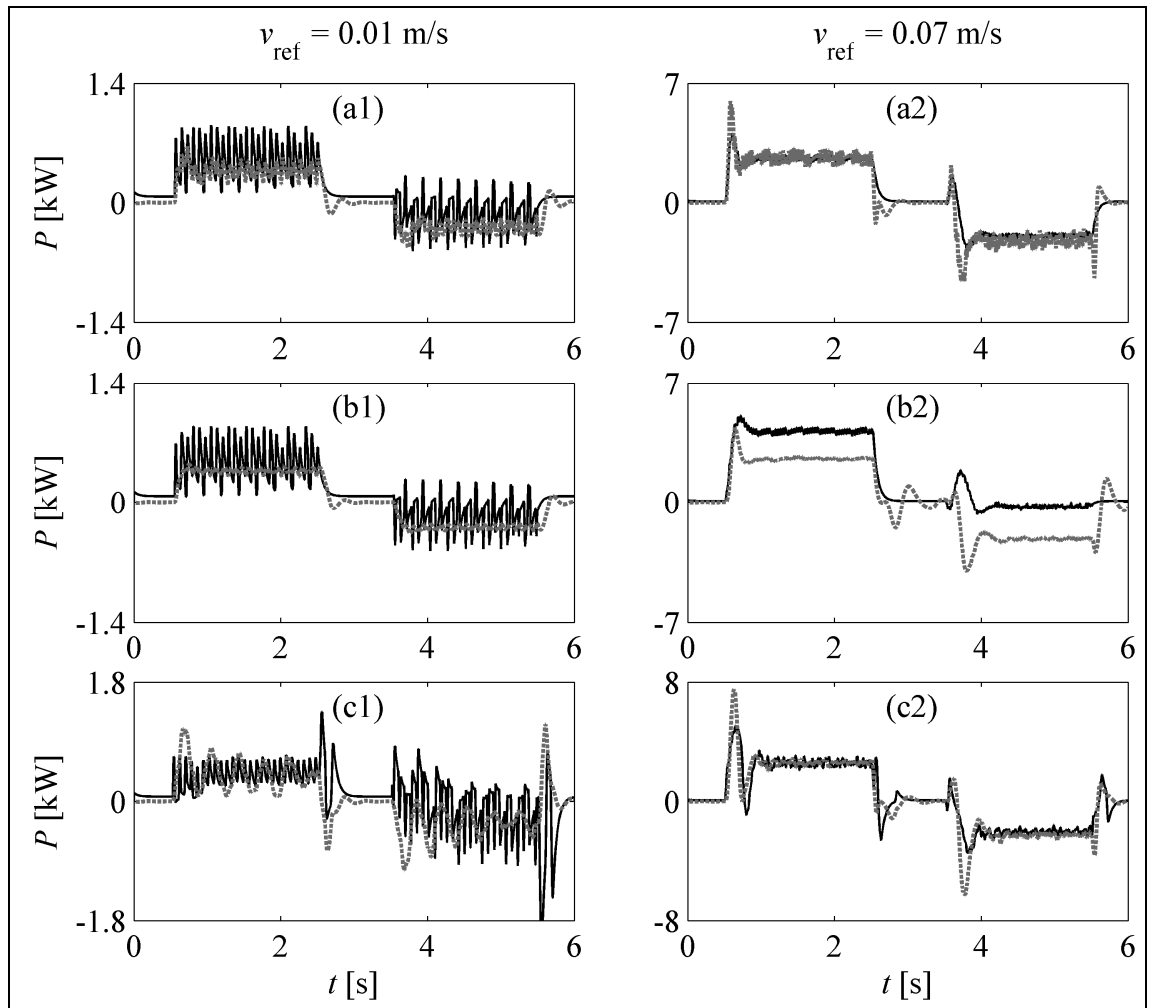 v_ref = 0.01 m/s
v_ref = 0.07 m/s
P [kW]
1.4
0
-1.4
(a1)
0 2 4 6
7
0
-7
(a2)
0 2 4 6
P [kW]
1.4
0
-1.4
(b1)
0 2 4 6
7
0
-7
(b2)
0 2 4 6
P [kW]
1.8
0
-1.8
(c1)
0 2 4 6
t [s]
8
0
-8
(c2)
0 2 4 6
t [s]